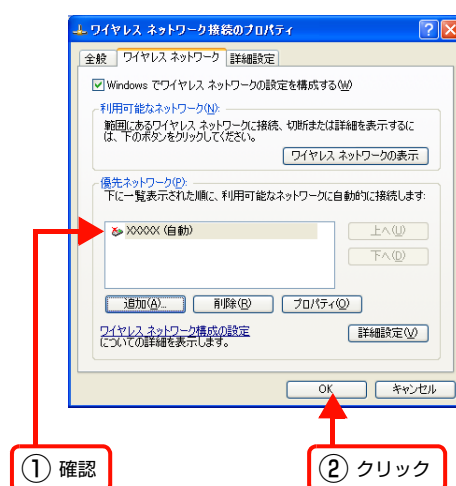 ワイヤレス ネットワーク接続のプロパティ
全般 ワイヤレス ネットワーク 詳細設定
Windows でワイヤレス ネットワークの設定を構成する(W)
利用可能なネットワーク(N):
範囲にあるワイヤレス ネットワークに接続、切断または詳細を表示するに
は、下のボタンをクリックしてください。
ワイヤレス ネットワークの表示
優先ネットワーク(P):
下に一覧表示された順に、利用可能なネットワークに自動的に接続します:
XXXXX (自動)
上へ(U)
下へ(D)
追加(A)... 削除(R) プロパティ(O)
ワイヤレス ネットワーク構成の設定
についての詳細を表示します。
詳細設定(V)
OK キャンセル
① 確認
② クリック